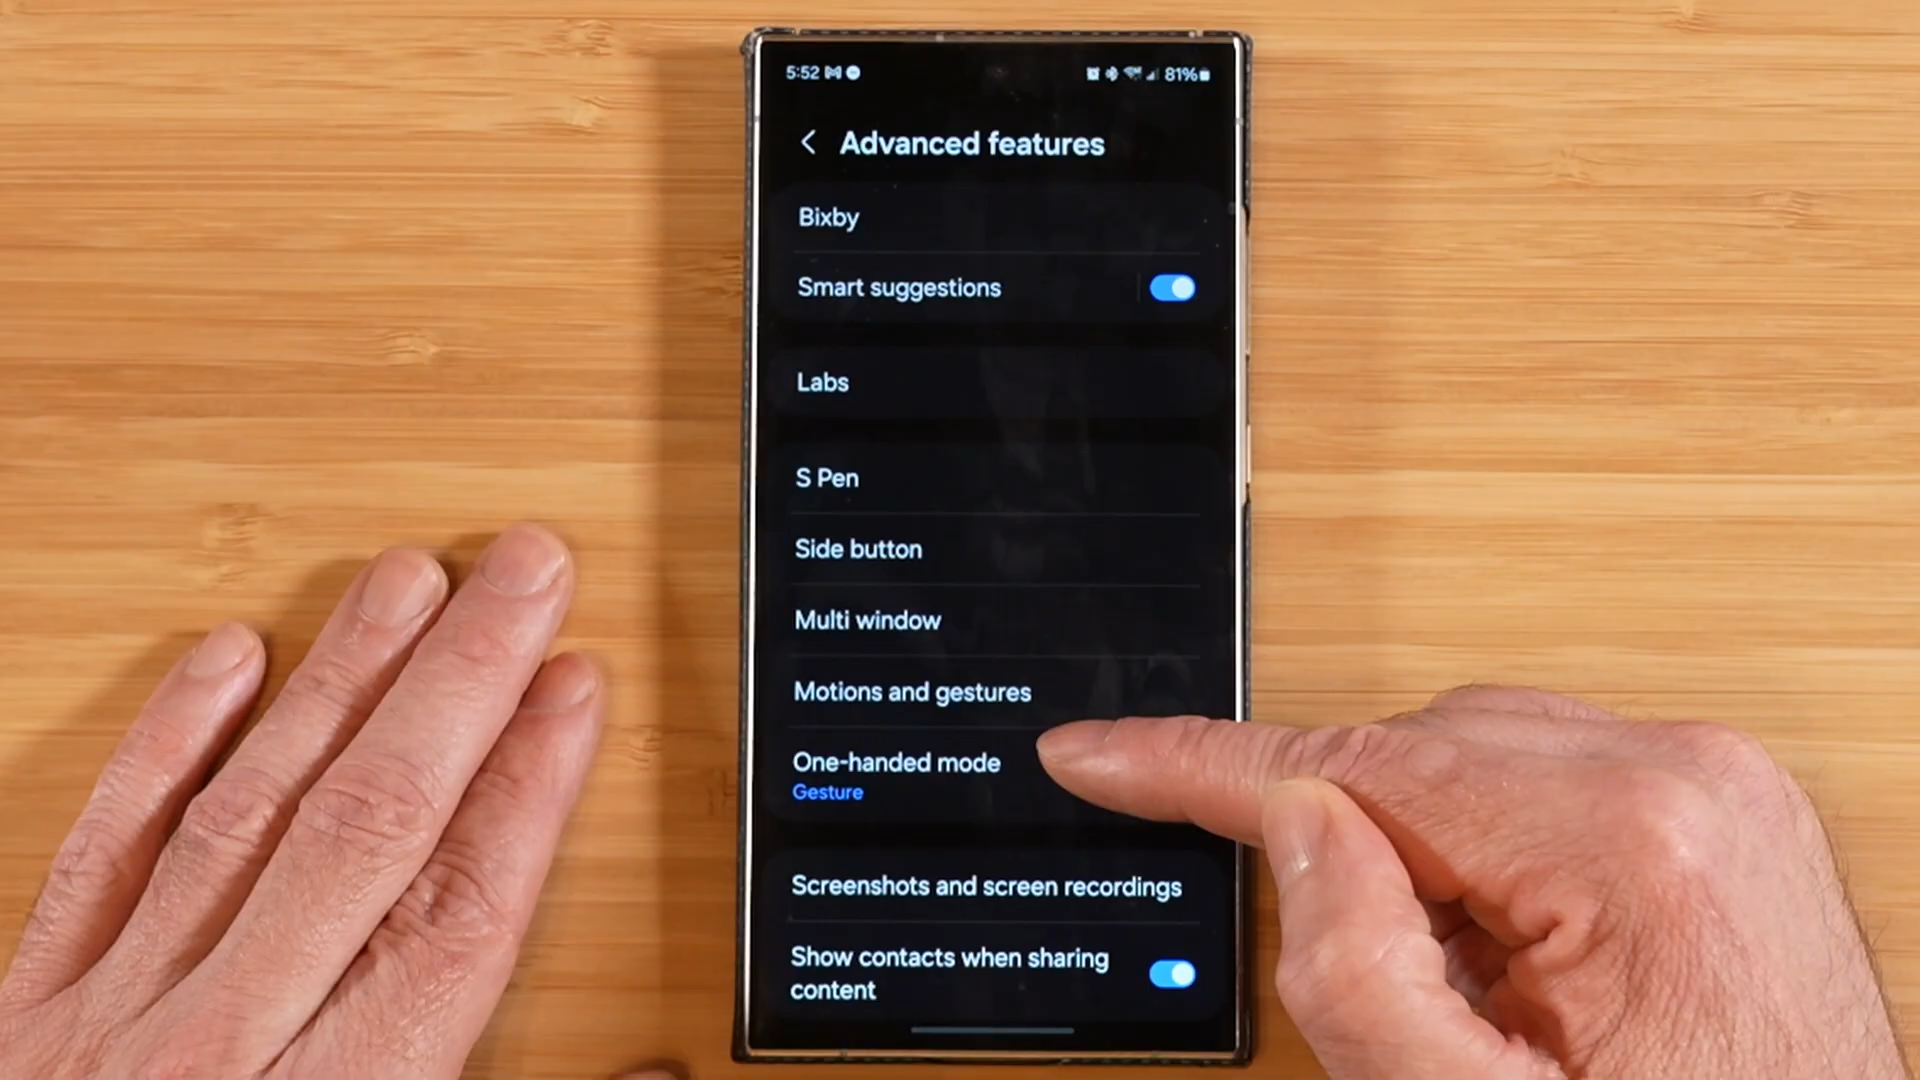 5:52 81%
Advanced features
Bixby
Smart suggestions
Labs
S Pen
Side button
Multi window
Motions and gestures
One-handed mode
Gesture
Screenshots and screen recordings
Show contacts when sharing
content